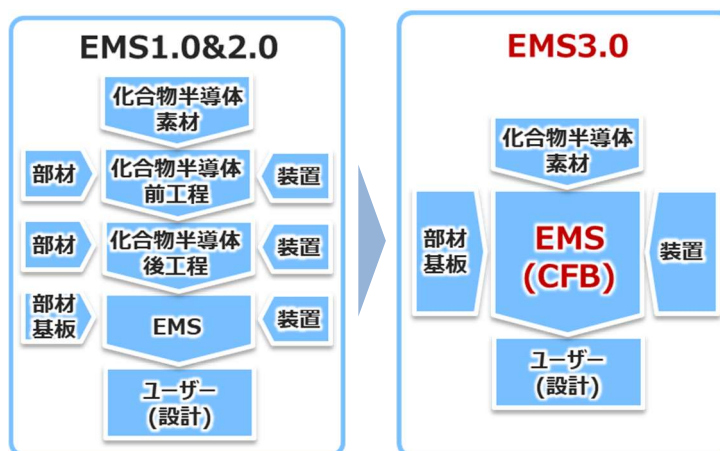 EMS1.0&2.0
化合物半導体
素材
部材
化合物半導体
前工程
装置
部材
化合物半導体
後工程
装置
部材
基板
EMS
装置
ユーザー
(設計)
EMS3.0
化合物半導体
素材
部材
基板
EMS
(CFB)
装置
ユーザー
(設計)